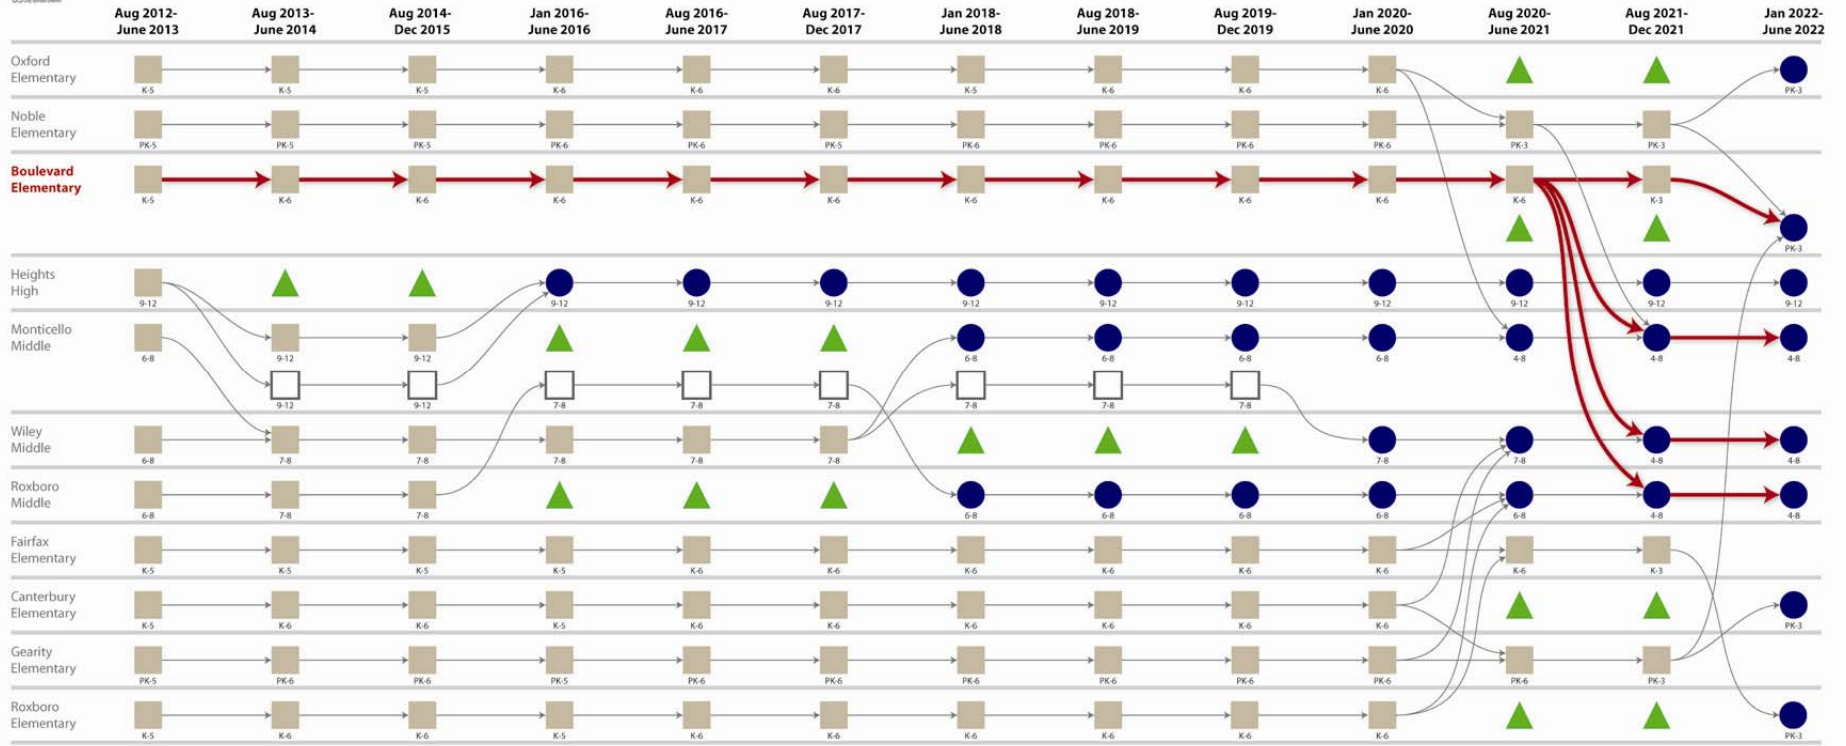 Aug 2012- Aug 2013- Aug 2014- Jan 2016- Aug 2016- Aug 2017- Jan 2018- Aug 2018- Aug 2019- Jan 2020- Aug 2020- Aug 2021- Jan 2022-
June 2013 June 2014 Dec 2015 June 2016 June 2017 Dec 2017 June 2018 June 2019 Dec 2019 June 2020 June 2021 Dec 2021 June 2022
Oxford
Elementary
K-5 K-5 K-5 K-6 K-6 K-6 K-5 K-6 K-6 K-6 PK-3
Noble
Elementary
PK-5 PK-5 PK-5 PK-6 PK-6 PK-5 PK-6 PK-6 PK-6 PK-6 PK-3 PK-3
Boulevard
Elementary
K-5 K-6 K-6 K-6 K-6 K-6 K-6 K-6 K-6 K-6 K-6 K-3
PK-3
Heights
High
9-12 9-12 9-12 9-12 9-12 9-12 9-12 9-12 9-12 9-12 9-12
Monticello
Middle
6-8 9-12 9-12 6-8 6-8 6-8 6-8 4-8 4-8 4-8
9-12 9-12 7-8 7-8 7-8 7-8 7-8 7-8
Wiley
Middle
6-8 7-8 7-8 7-8 7-8 7-8 7-8 7-8 4-8 4-8
Roxboro
Middle
6-8 7-8 7-8 6-8 6-8 6-8 6-8 6-8 4-8 4-8
Fairfax
Elementary
K-5 K-5 K-5 K-5 K-6 K-6 K-6 K-6 K-6 K-6 K-6 K-3
Canterbury
Elementary
K-5 K-6 K-6 K-5 K-6 K-6 K-6 K-6 K-6 K-6 PK-3
Gearity
Elementary
PK-5 PK-6 PK-6 PK-5 PK-6 PK-6 PK-6 PK-6 PK-6 PK-6 PK-6 PK-3
Roxboro
Elementary
K-5 K-6 K-6 K-5 K-6 K-6 K-6 K-6 K-6 K-6 PK-3